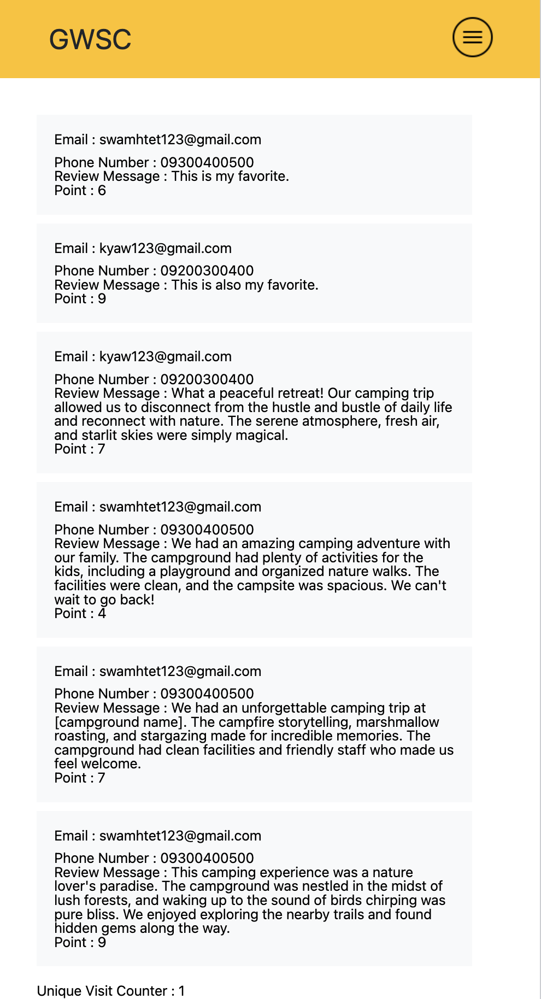 GWSC
Email : swamhtet123@gmail.com
Phone Number : 09300400500
Review Message : This is my favorite.
Point : 6
Email : kyaw123@gmail.com
Phone Number : 09200300400
Review Message : This is also my favorite.
Point : 9
Email : kyaw123@gmail.com
Phone Number : 09200300400
Review Message : What a peaceful retreat! Our camping trip
allowed us to disconnect from the hustle and bustle of daily life
and reconnect with nature. The serene atmosphere, fresh air,
and starlit skies were simply magical.
Point : 7
Email : swamhtet123@gmail.com
Phone Number : 09300400500
Review Message : We had an amazing camping adventure with
our family. The campground had plenty of activities for the
kids, including a playground and organized nature walks. The
facilities were clean, and the campsite was spacious. We can't
wait to go back!
Point : 4
Email : swamhtet123@gmail.com
Phone Number : 09300400500
Review Message : We had an unforgettable camping trip at
[campground name]. The campfire storytelling, marshmallow
roasting, and stargazing made for incredible memories. The
campground had clean facilities and friendly staff who made us
feel welcome.
Point : 7
Email : swamhtet123@gmail.com
Phone Number : 09300400500
Review Message : This camping experience was a nature
lover's paradise. The campground was nestled in the midst of
lush forests, and waking up to the sound of birds chirping was
pure bliss. We enjoyed exploring the nearby trails and found
hidden gems along the way.
Point : 9
Unique Visit Counter : 1